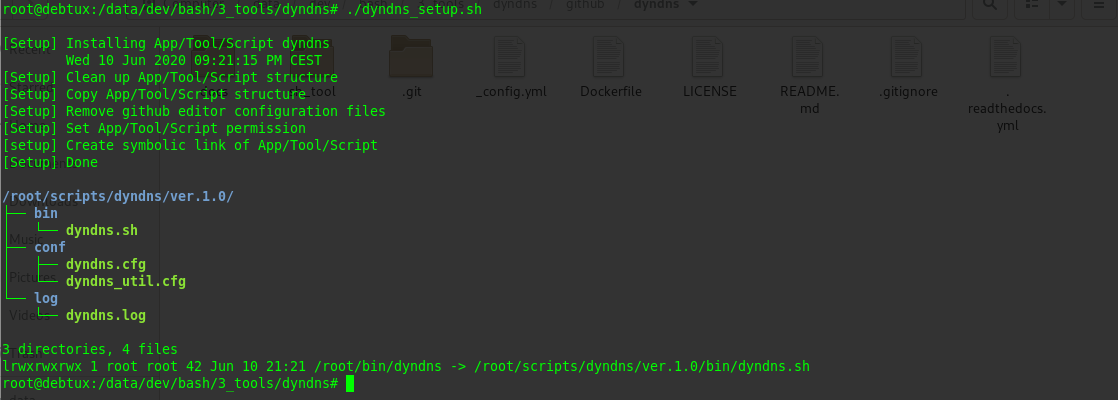 root@debtux:/data/dev/bash/3_tools/dyndns# ./dyndns_setup.sh
dyndns
github
dyndns
[Setup] Installing App/Tool/Script dyndns
Wed 10 Jun 2020 09:21:15 PM CEST
[Setup] Clean up App/Tool/Script structure
[Setup] Copy App/Tool/Script structure
[Setup] Remove github editor configuration files
[Setup] Set App/Tool/Script permission
[setup] Create symbolic link of App/Tool/Script
[Setup] Done
.git
_config.yml
Dockerfile
LICENSE
README.
md
.gitignore
.
readthedocs.
yml
/root/scripts/dyndns/ver.1.0/
├── bin
│   └── dyndns.sh
├── conf
│   ├── dyndns.cfg
│   └── dyndns_util.cfg
└── log
    └── dyndns.log
Music
Pictures
Videos
3 directories, 4 files
lrwxrwxrwx 1 root root 42 Jun 10 21:21 /root/bin/dyndns -> /root/scripts/dyndns/ver.1.0/bin/dyndns.sh
root@debtux:/data/dev/bash/3_tools/dyndns#